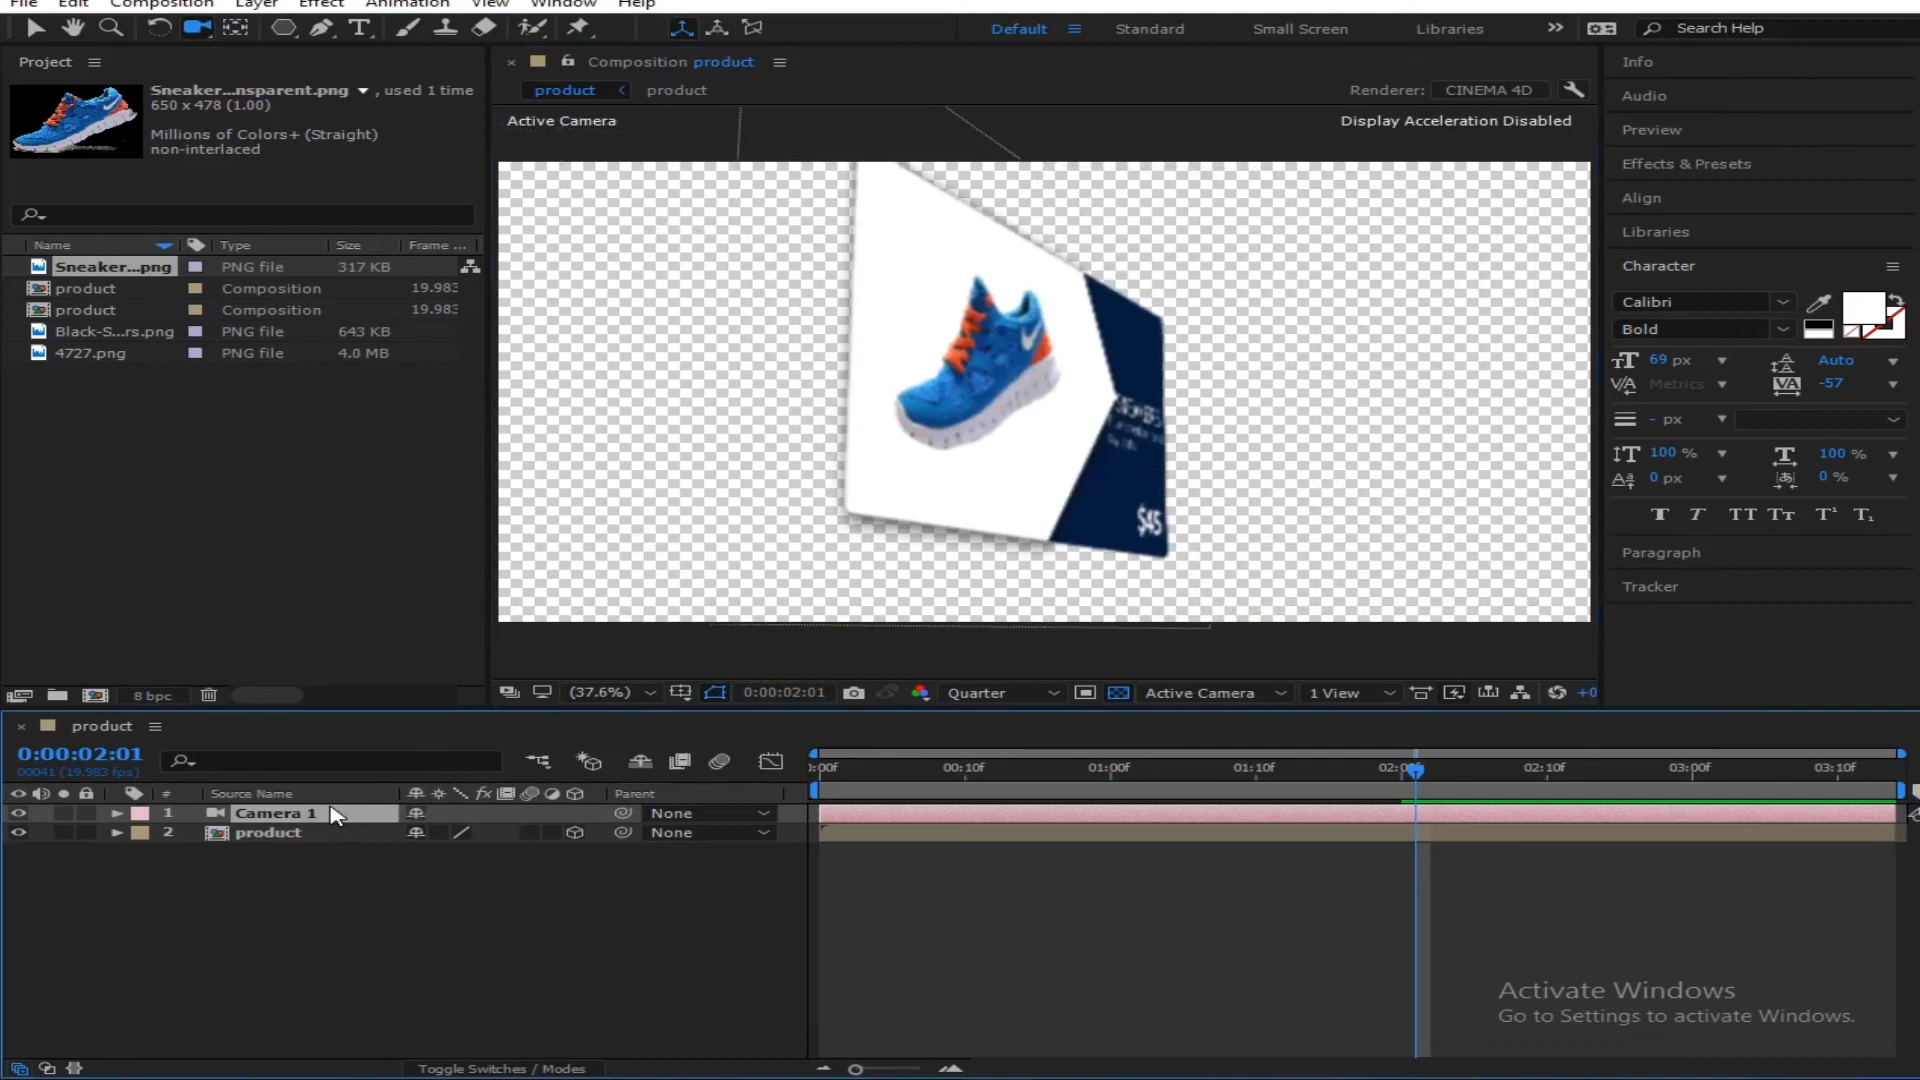 File Edit Composition Layer Effect Animation View Window Help
Default Standard Small Screen Libraries Search Help
Project
Sneaker...nsparent.png , used 1 time
650 x 478 (1.00)
Millions of Colors+ (Straight)
non-interlaced
Name Type Size Frame ...
Sneaker...png PNG file 317 KB
product Composition 19.983
product Composition 19.983
Black-S...rs.png PNG file 643 KB
4727.png PNG file 4.0 MB
8 bpc
Composition product
product product
Renderer: CINEMA 4D
Active Camera
Display Acceleration Disabled
$45
(37.6%) 0:00:02:01 Quarter Active Camera 1 View +0
Info
Audio
Preview
Effects & Presets
Align
Libraries
Character
Calibri
Bold
69 px Auto
Metrics -57
- px
100 % 100 %
0 px 0 %
Paragraph
Tracker
product
0:00:02:01
00041 (19.983 fps)
:00f 00:10f 01:00f 01:10f 02:00f 02:10f 03:00f 03:10f
# Source Name Parent
1 Camera 1 None
2 product None
Toggle Switches / Modes
Activate Windows
Go to Settings to activate Windows.